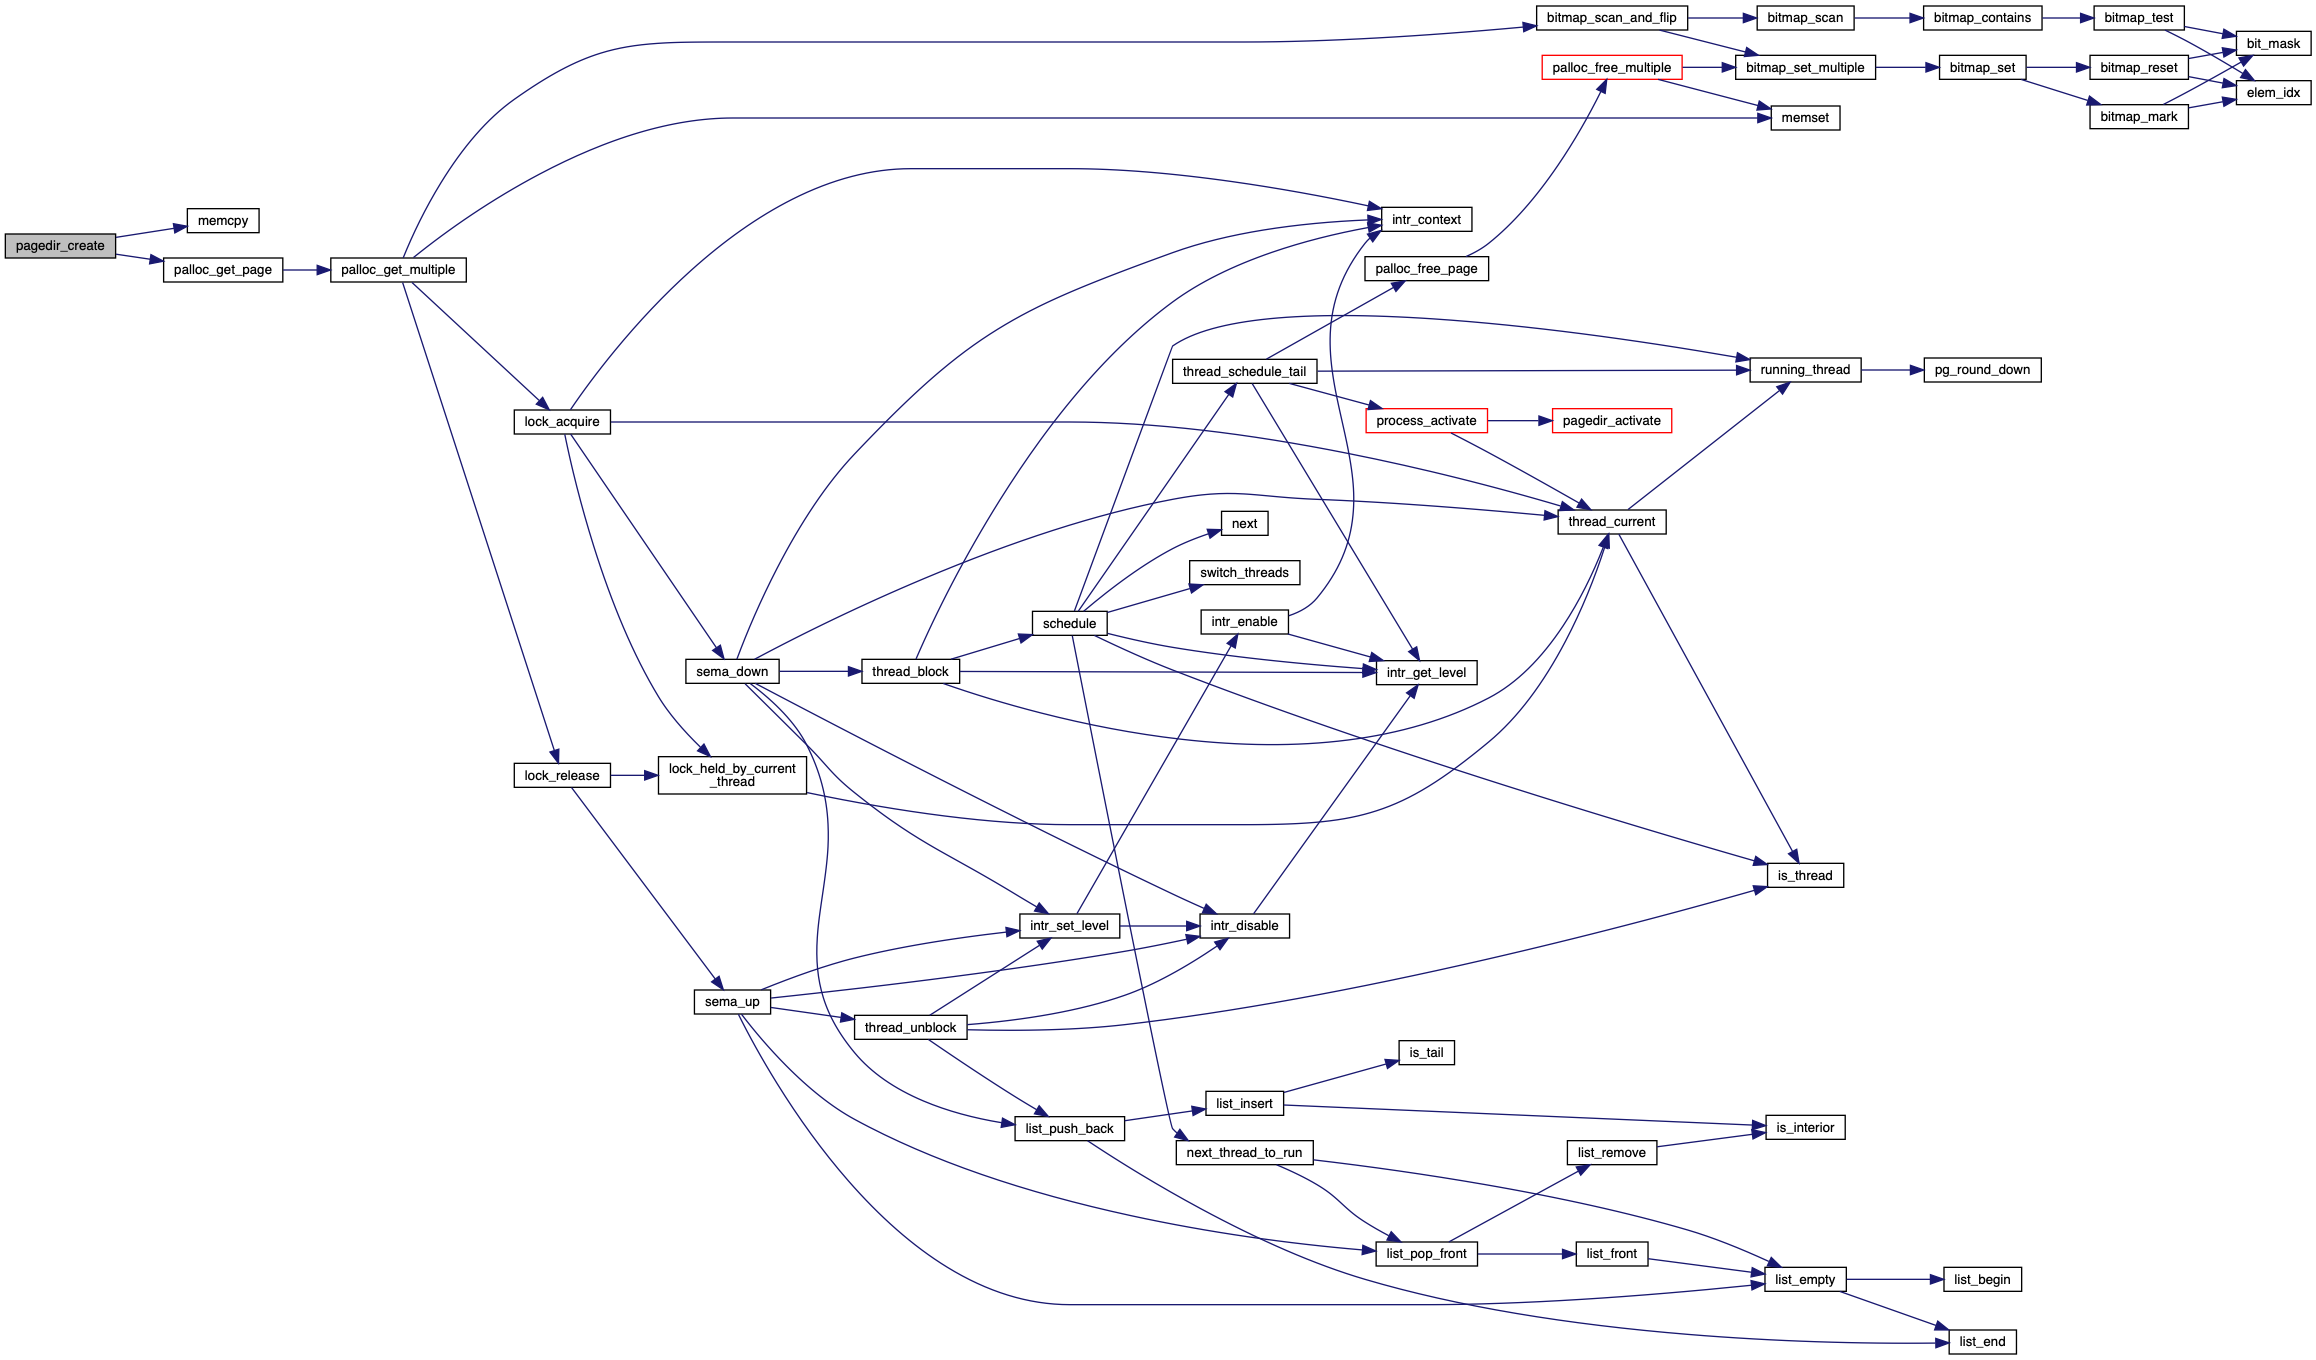 bitmap_scan_and_flip
bitmap_scan
bitmap_contains
bitmap_test
bit_mask
palloc_free_multiple
bitmap_set_multiple
bitmap_set
bitmap_reset
elem_idx
memset
bitmap_mark
memcpy
intr_context
pagedir_create
palloc_get_page
palloc_get_multiple
palloc_free_page
thread_schedule_tail
running_thread
pg_round_down
lock_acquire
process_activate
pagedir_activate
next
thread_current
switch_threads
schedule
intr_enable
sema_down
thread_block
intr_get_level
lock_release
lock_held_by_current
_thread
is_thread
intr_set_level
intr_disable
sema_up
thread_unblock
is_tail
list_insert
list_push_back
is_interior
next_thread_to_run
list_remove
list_pop_front
list_front
list_empty
list_begin
list_end